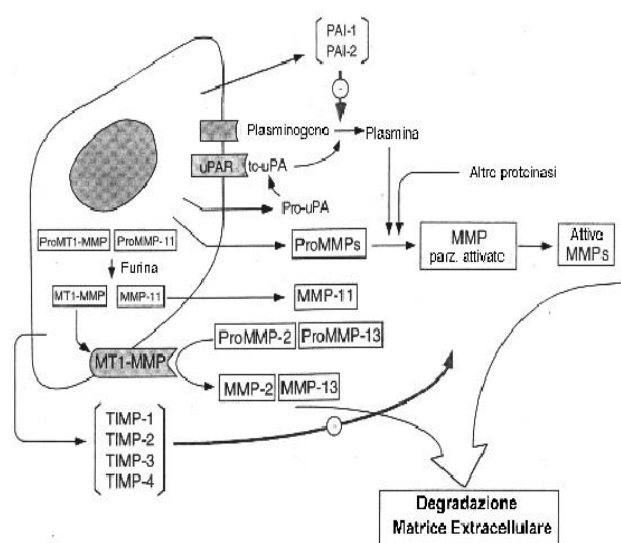 PAI-1
PAI-2
Plasminogeno
Plasmina
uPAR
tc-uPA
Pro-uPA
Altro proteinasi
ProMT1-MMP
ProMMP-11
ProMMPs
MMP
parz. attivato
Attive
MMPs
Furina
MT1-MMP
MMP-11
MMP-11
ProMMP-2
ProMMP-13
MT1-MMP
MMP-2
MMP-13
TIMP-1
TIMP-2
TIMP-3
TIMP-4
Degradazione
Matrice Extracellulare